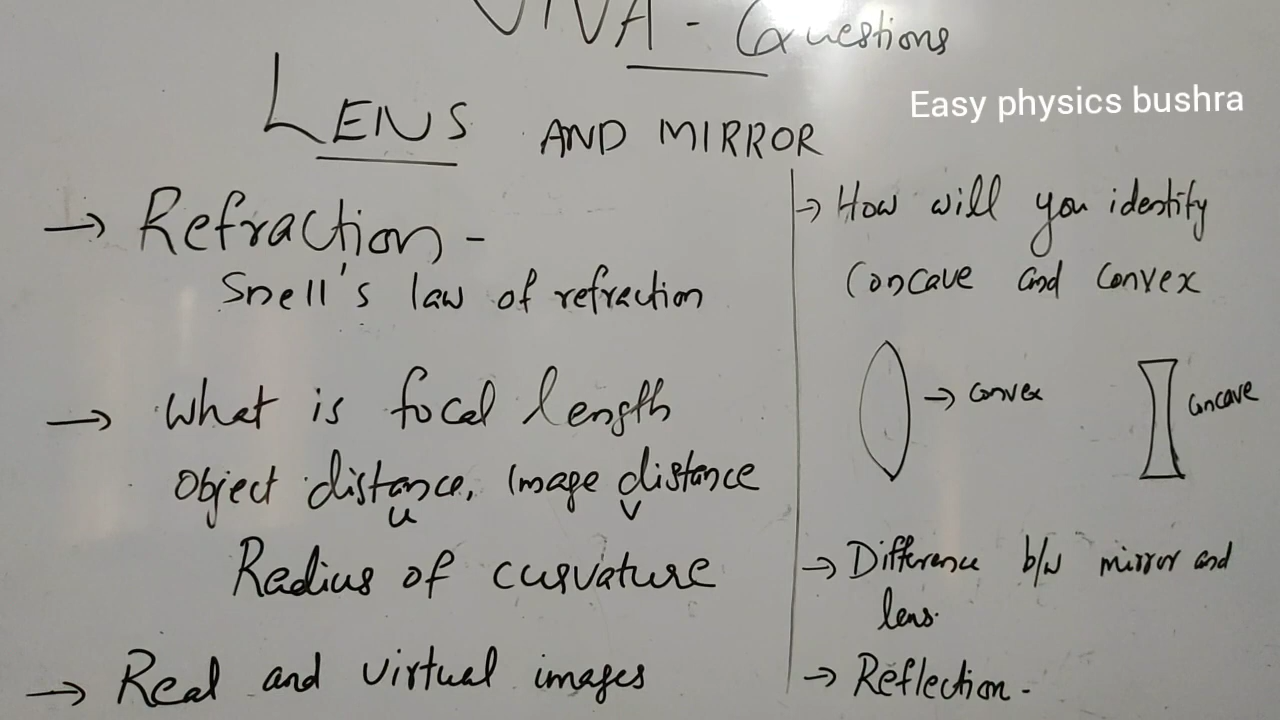 VIVA - Questions
Easy physics bushra
LENS AND MIRROR
→ Refraction -
Snell's law of refraction
→ What is focal length
Object distance, Image distance
u v
Radius of curvature
→ Real and virtual images
→ How will you identify
Concave and convex
→ convex
Concave
→ Difference b/w mirror and
lens.
→ Reflection -